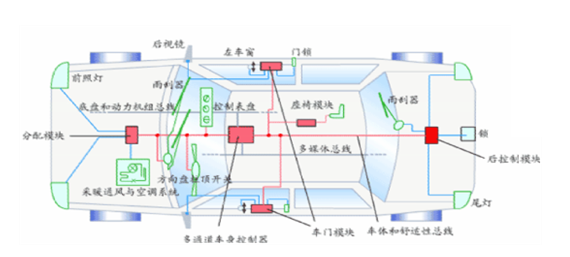 后视镜
左车窗
门锁
前照灯
雨刮器
雨刮器
底盘和动力机组总线
控制表盘
座椅模块
分配模块
锁
多媒体总线
后控制模块
方向盘柱顶开关
采暖通风与空调系统
尾灯
多通道车身控制器
车门模块
车体和舒适性总线